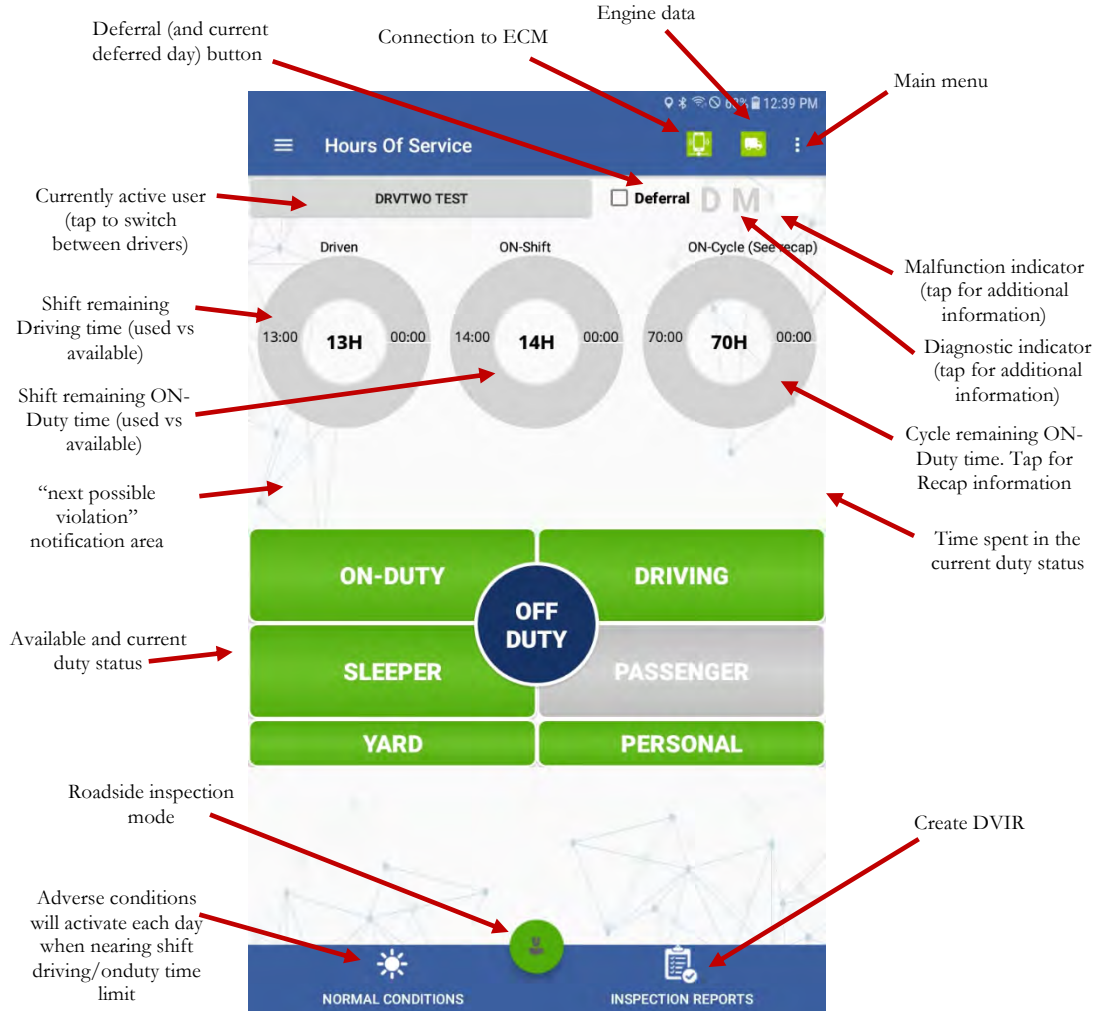 Engine data
Deferral (and current
deferred day) button
Connection to ECM
Main menu
12:39 PM
Hours Of Service
Currently active user
(tap to switch
between drivers)
DRVTWO TEST
Deferral D M
Driven
ON-Shift
ON-Cycle (See recap)
Malfunction indicator
(tap for additional
information)
Shift remaining
Driving time (used vs
available)
13:00 13H 00:00
14:00 14H 00:00
70:00 70H 00:00
Diagnostic indicator
(tap for additional
information)
Shift remaining ON-
Duty time (used vs
available)
Cycle remaining ON-
Duty time. Tap for
Recap information
“next possible
violation”
notification area
Time spent in the
current duty status
ON-DUTY
DRIVING
OFF
DUTY
Available and current
duty status
SLEEPER
PASSENGER
YARD
PERSONAL
Roadside inspection
mode
Create DVIR
Adverse conditions
will activate each day
when nearing shift
driving/onduty time
limit
NORMAL CONDITIONS
INSPECTION REPORTS